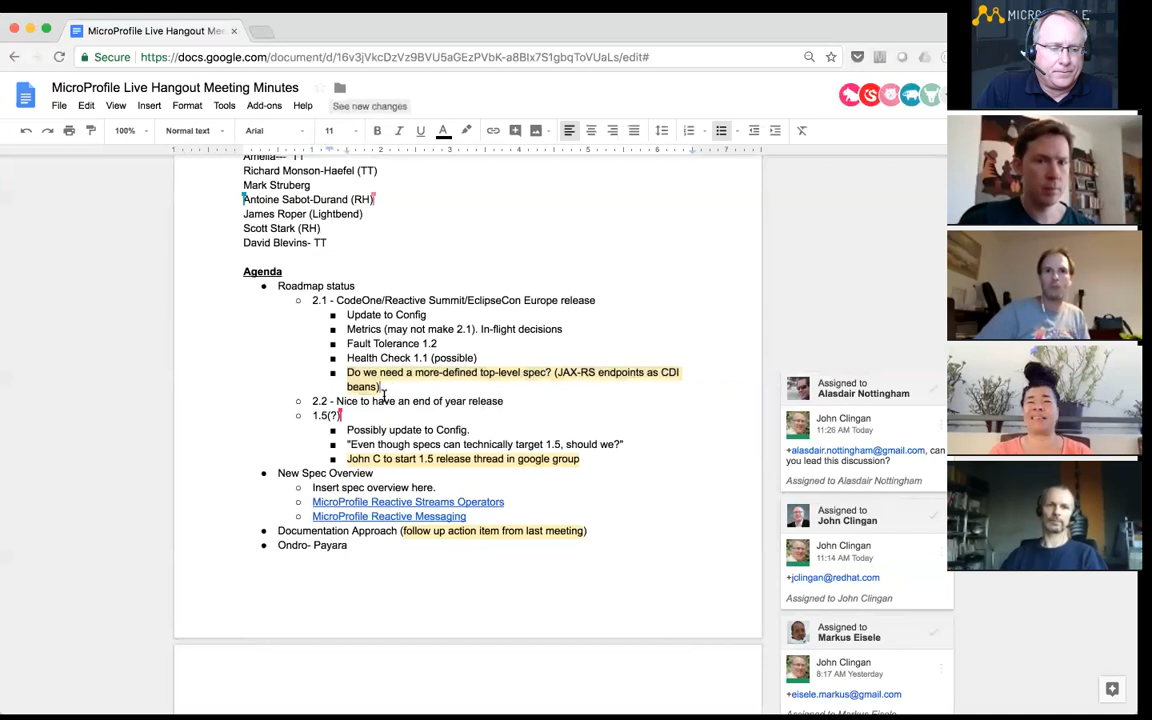 MicroProfile Live Hangout Mee
Secure
https://docs.google.com/document/d/16v3jVkcDzVz9BVU5aGEzPVbK-a8BIx7S1gbqToVUaLs/edit#
MicroProfile Live Hangout Meeting Minutes
File Edit View Insert Format Tools Add-ons Help See new changes
100% Normal text Arial 11
Richard Monson-Haefel (TT)
Mark Struberg
Antoine Sabot-Durand (RH)
James Roper (Lightbend)
Scott Stark (RH)
David Blevins- TT
Agenda
Roadmap status
2.1 - CodeOne/Reactive Summit/EclipseCon Europe release
Update to Config
Metrics (may not make 2.1). In-flight decisions
Fault Tolerance 1.2
Health Check 1.1 (possible)
Do we need a more-defined top-level spec? (JAX-RS endpoints as CDI
beans)
2.2 - Nice to have an end of year release
1.5(?)
Possibly update to Config.
"Even though specs can technically target 1.5, should we?"
John C to start 1.5 release thread in google group
New Spec Overview
Insert spec overview here.
MicroProfile Reactive Streams Operators
MicroProfile Reactive Messaging
Documentation Approach (follow up action item from last meeting)
Ondro- Payara
Assigned to
Alasdair Nottingham
John Clingan
11:26 AM Today
+alasdair.nottingham@gmail.com, can
you lead this discussion?
Assigned to Alasdair Nottingham
Assigned to
John Clingan
John Clingan
11:14 AM Today
+jclingan@redhat.com
Assigned to John Clingan
Assigned to
Markus Eisele
John Clingan
8:17 AM Yesterday
+eisele.markus@gmail.com
Assigned to Markus Eisele